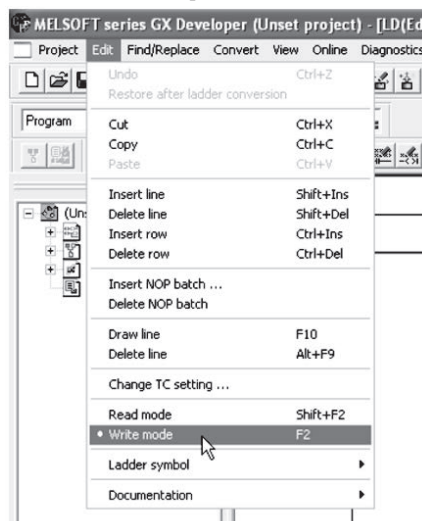 MELSOFT series GX Developer (Unset project) - [LD(Ed
Project Edit Find/Replace Convert View Online Diagnostics
Undo Ctrl+Z
Restore after ladder conversion
Program
Cut Ctrl+X
Copy Ctrl+C
Paste Ctrl+V
Insert line Shift+Ins
(Uns
Delete line Shift+Del
Insert row Ctrl+Ins
Delete row Ctrl+Del
Insert NOP batch ...
Delete NOP batch
Draw line F10
Delete line Alt+F9
Change TC setting ...
Read mode Shift+F2
• Write mode F2
Ladder symbol
Documentation